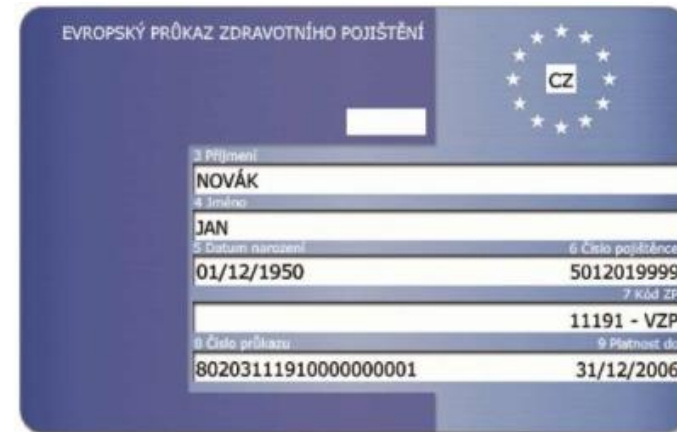 EVROPSKÝ PRŮKAZ ZDRAVOTNÍHO POJIŠTĚNÍ
CZ
3 Příjmení
NOVÁK
4 Jméno
JAN
5 Datum narození 6 Číslo pojištěnce
01/12/1950 5012019999
7 Kód ZP
11191 - VZP
8 Číslo průkazu 9 Platnost do
80203111910000000001 31/12/2006